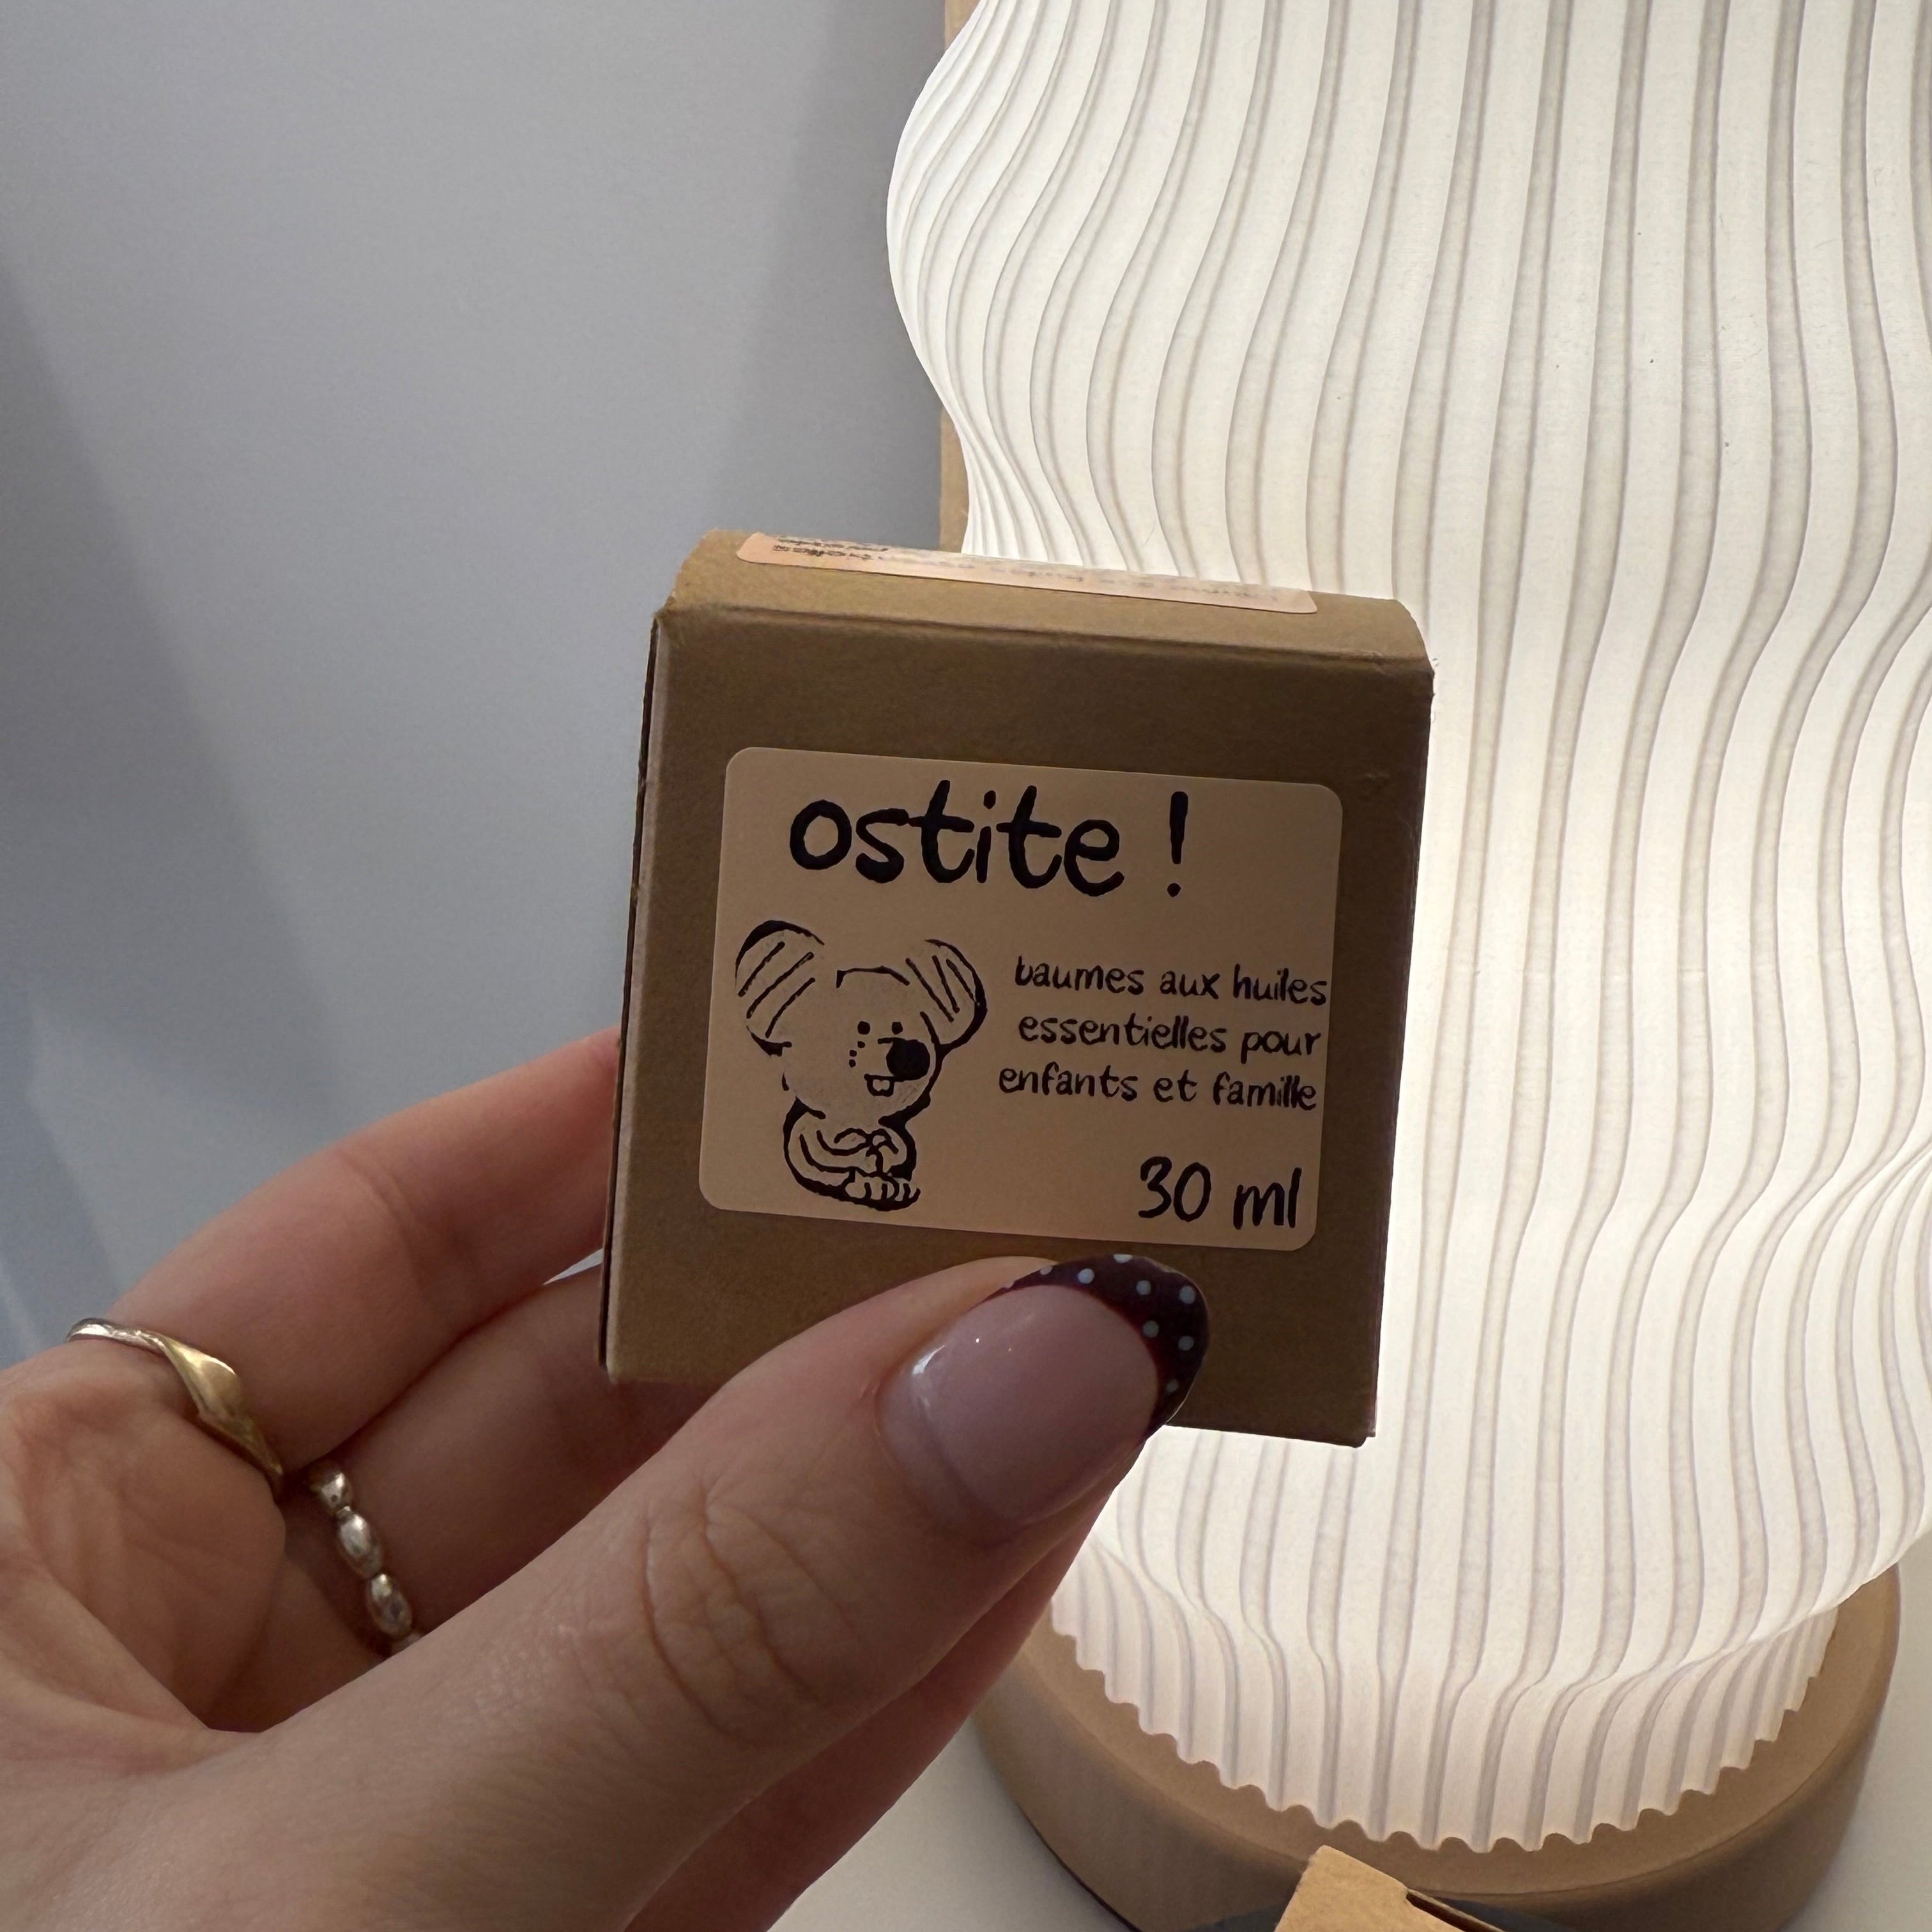 ostite !
baumes aux huiles
essentielles pour
enfants et famille
30 ml